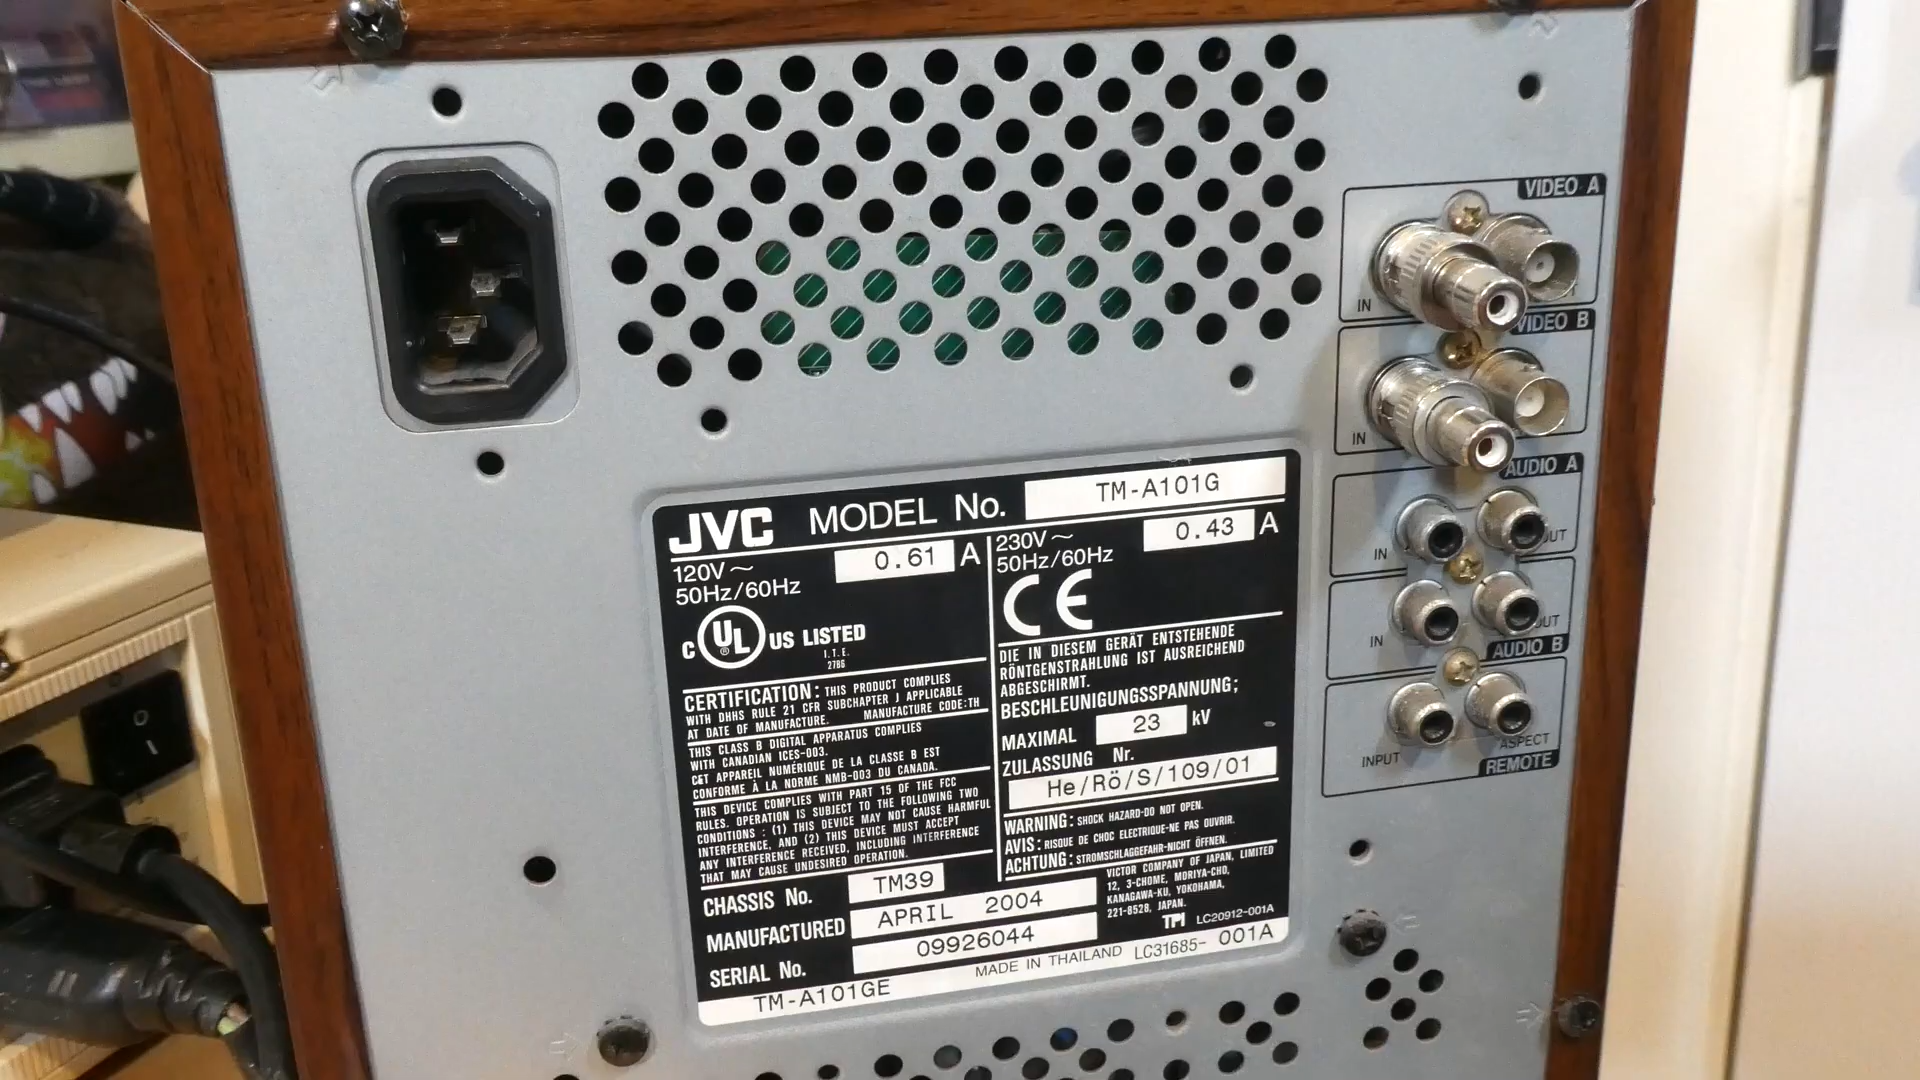 VIDEO A
IN
VIDEO B
IN
AUDIO A
IN
OUT
IN
OUT
AUDIO B
INPUT
ASPECT
REMOTE
JVC MODEL No. TM-A101G
120V~ 0.61 A
50Hz/60Hz
C UL ® US LISTED
I.T.E.
27B6
CERTIFICATION: THIS PRODUCT COMPLIES
WITH DHHS RULE 21 CFR SUBCHAPTER J APPLICABLE
AT DATE OF MANUFACTURE. MANUFACTURE CODE:TH
THIS CLASS B DIGITAL APPARATUS COMPLIES
WITH CANADIAN ICES-003.
CET APPAREIL NUMÉRIQUE DE LA CLASSE B EST
CONFORME À LA NORME NMB-003 DU CANADA.
THIS DEVICE COMPLIES WITH PART 15 OF THE FCC
RULES. OPERATION IS SUBJECT TO THE FOLLOWING TWO
CONDITIONS : (1) THIS DEVICE MAY NOT CAUSE HARMFUL
INTERFERENCE, AND (2) THIS DEVICE MUST ACCEPT
ANY INTERFERENCE RECEIVED, INCLUDING INTERFERENCE
THAT MAY CAUSE UNDESIRED OPERATION.
230V~ 0.43 A
50Hz/60Hz
CE
DIE IN DIESEM GERÄT ENTSTEHENDE
RÖNTGENSTRAHLUNG IST AUSREICHEND
ABGESCHIRMT.
BESCHLEUNIGUNGSSPANNUNG;
MAXIMAL 23 kV
ZULASSUNG Nr.
He/Rö/S/109/01
WARNING: SHOCK HAZARD-DO NOT OPEN.
AVIS: RISQUE DE CHOC ELECTRIQUE-NE PAS OUVRIR.
ACHTUNG: STROMSCHLAGGEFAHR-NICHT ÖFFNEN.
CHASSIS No. TM39
MANUFACTURED APRIL 2004
SERIAL No. 09926044
VICTOR COMPANY OF JAPAN, LIMITED
12, 3-CHOME, MORIYA-CHO,
KANAGAWA-KU, YOKOHAMA,
221-8528, JAPAN.
TPI LC20912-001A
TM-A101GE MADE IN THAILAND LC31685- 001A